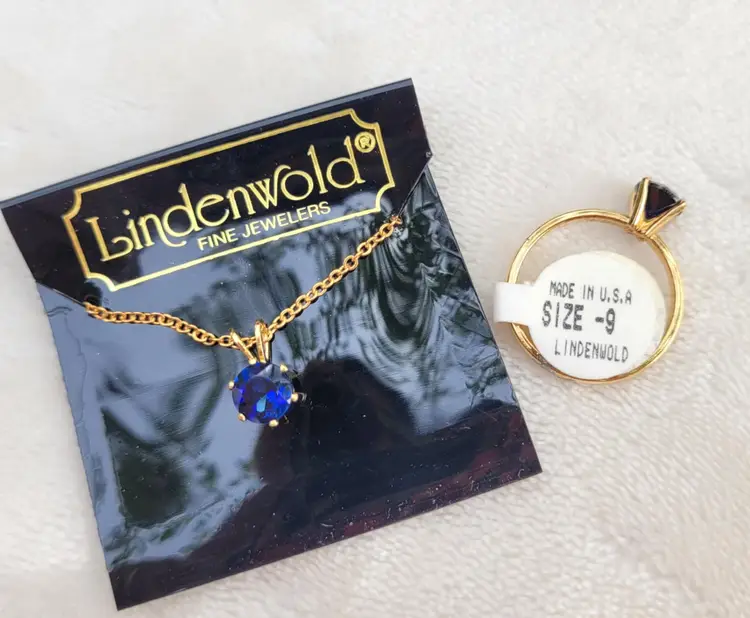 Lindenwold®
FINE JEWELERS
MADE IN U.S.A
SIZE -9
LINDENWOLD